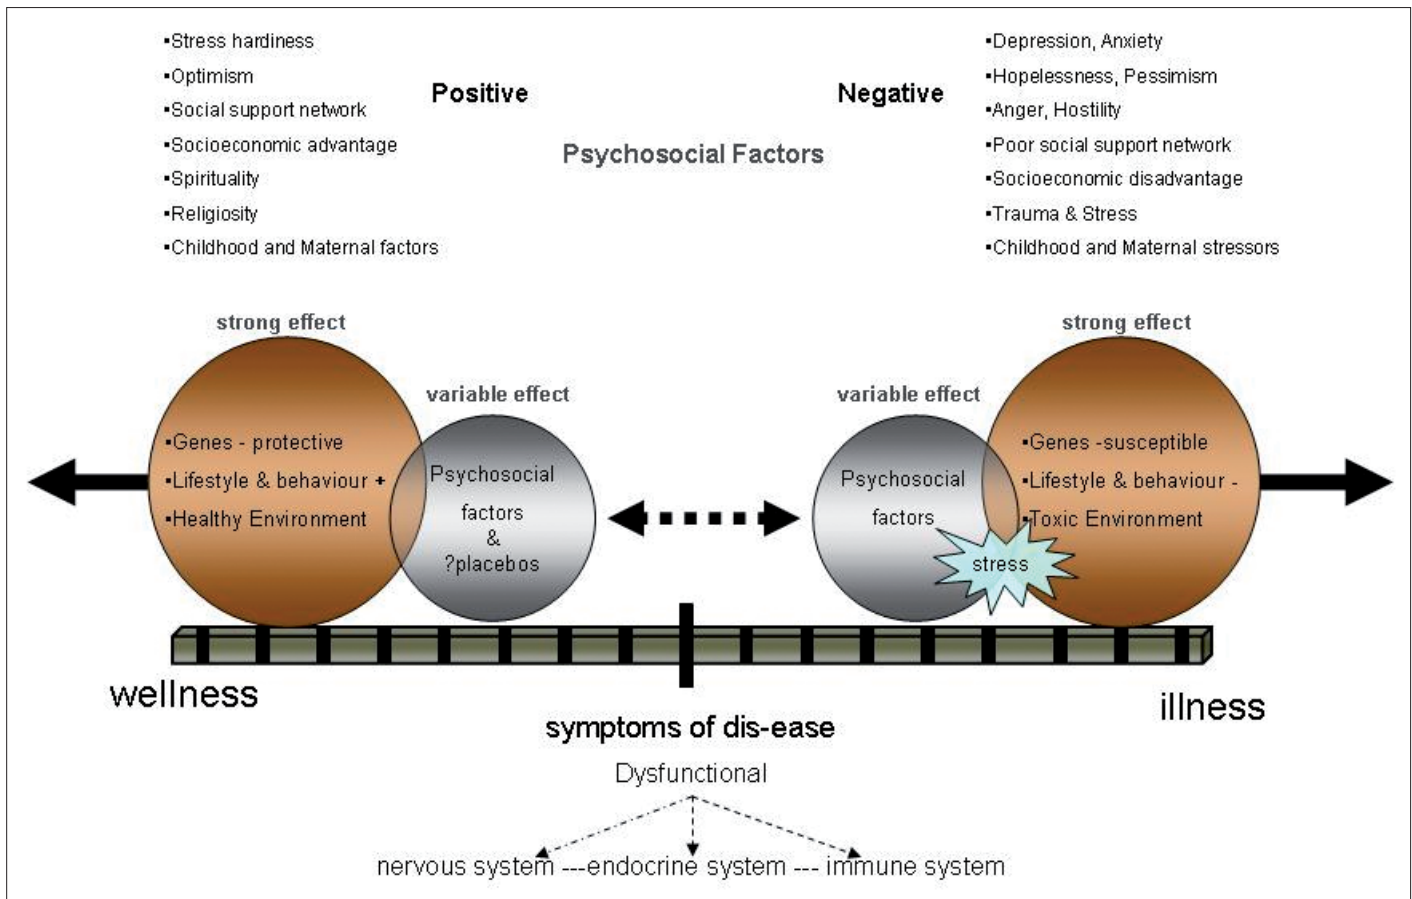 ▪Stress hardiness
▪Optimism
▪Social support network
▪Socioeconomic advantage
▪Spirituality
▪Religiosity
▪Childhood and Maternal factors
Positive
Negative
Psychosocial Factors
▪Depression, Anxiety
▪Hopelessness, Pessimism
▪Anger, Hostility
▪Poor social support network
▪Socioeconomic disadvantage
▪Trauma & Stress
▪Childhood and Maternal stressors
strong effect
▪Genes - protective
▪Lifestyle & behaviour +
▪Healthy Environment
variable effect
Psychosocial
factors
&
?placebos
variable effect
Psychosocial
factors
stress
strong effect
▪Genes -susceptible
▪Lifestyle & behaviour -
▪Toxic Environment
wellness
illness
symptoms of dis-ease
Dysfunctional
nervous system ---endocrine system --- immune system